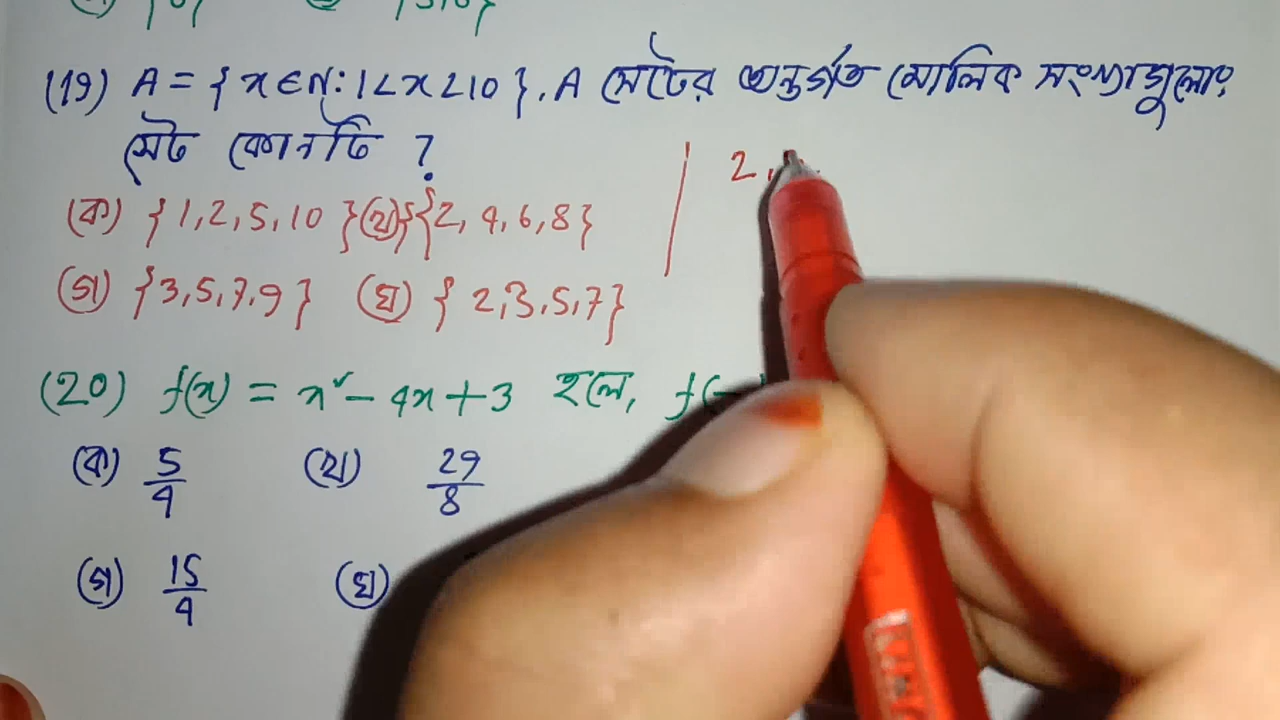 (19) A = { x ∈ N : 1 < x < 10 }, A সেটের অন্তর্গত মৌলিক সংখ্যাগুলোর
সেট কোনটি ?
(ক) { 1, 2, 5, 10 } (খ) { 2, 4, 6, 8 }
2,
(গ) { 3, 5, 7, 9 } (ঘ) { 2, 3, 5, 7 }
(20) f(x) = x² - 4x + 3 হলে, f(-
(ক) 5/4 (খ) 29/8
(গ) 15/4 (ঘ)